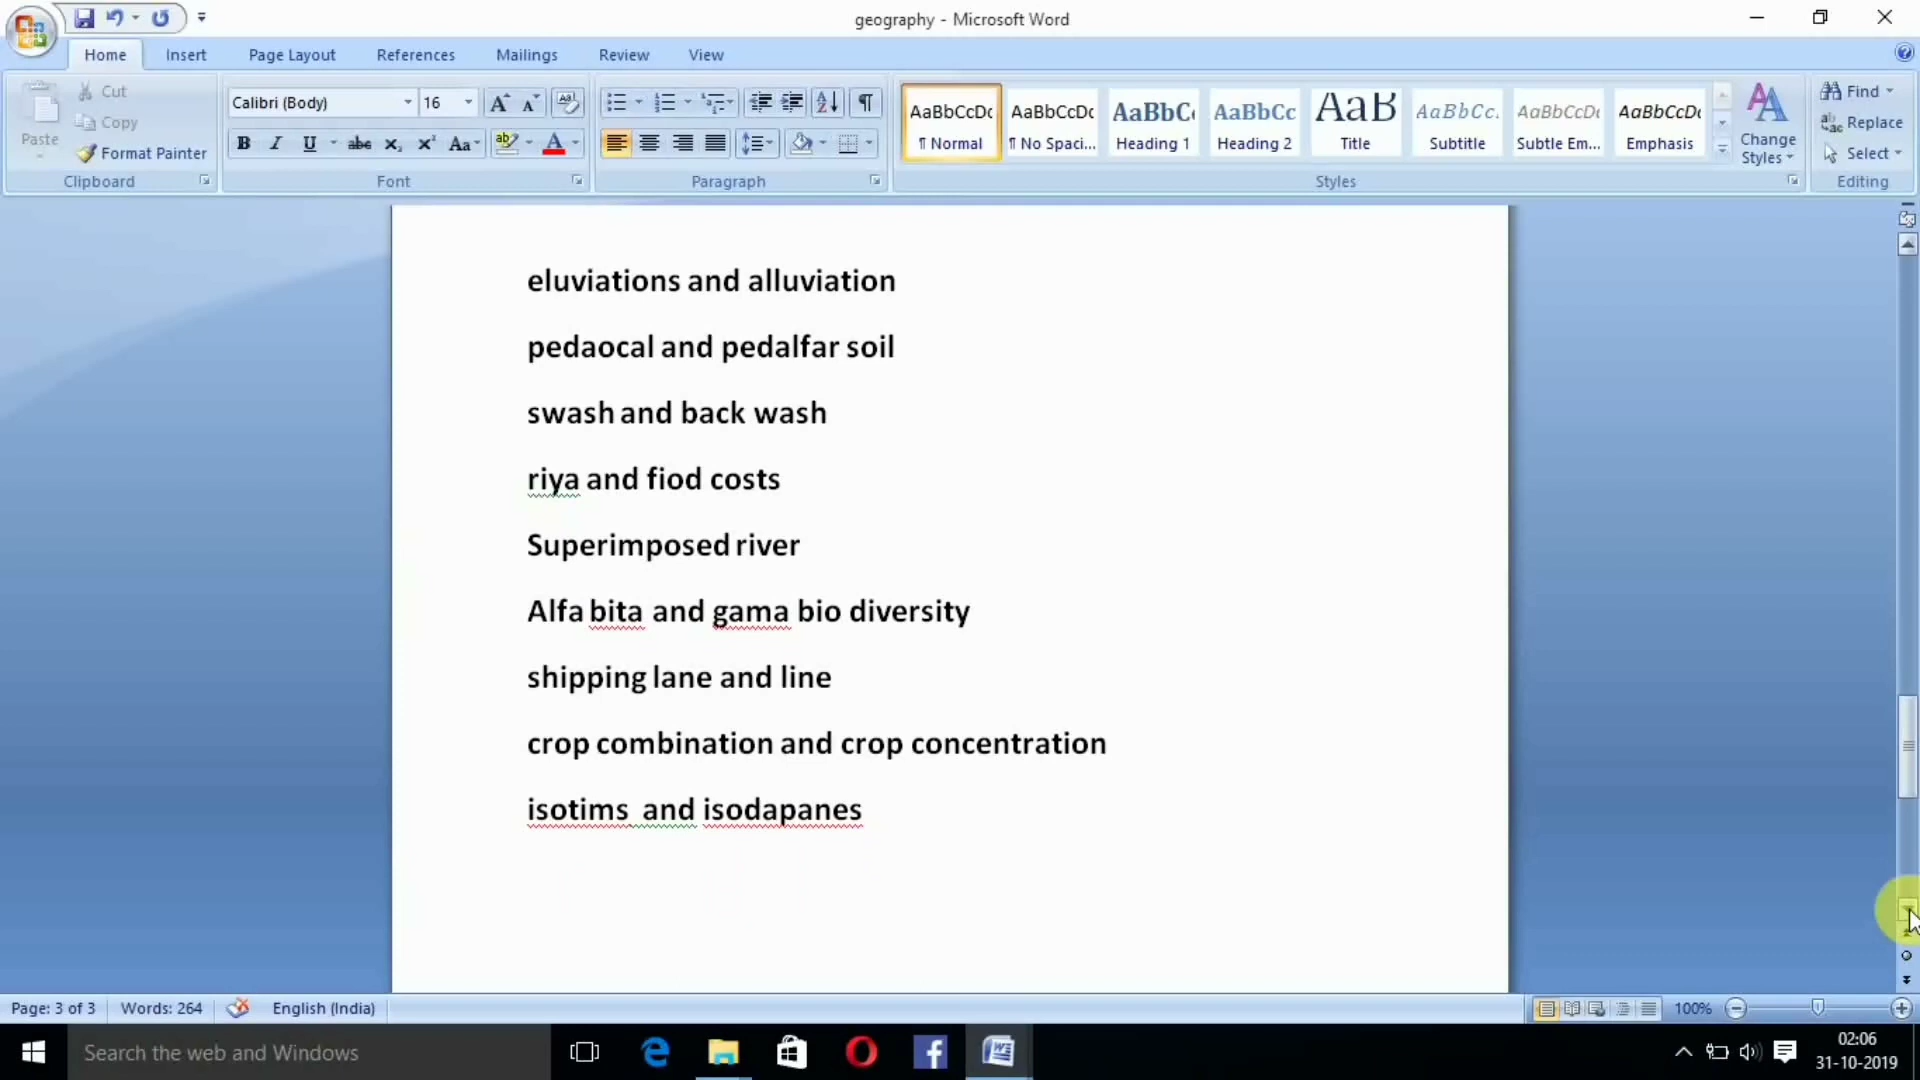 geography - Microsoft Word
Home Insert Page Layout References Mailings Review View
Paste Cut Copy Format Painter Clipboard
Calibri (Body) 16 Font
Paragraph
AaBbCcDc AaBbCcDc AaBbC AaBbCc AaB AaBbCc. AaBbCcDc AaBbCcDc
¶ Normal ¶ No Spaci... Heading 1 Heading 2 Title Subtitle Subtle Em... Emphasis
Change Styles Styles
Find Replace Select Editing
eluviations and alluviation
pedaocal and pedalfar soil
swash and back wash
riya and fiod costs
Superimposed river
Alfa bita and gama bio diversity
shipping lane and line
crop combination and crop concentration
isotims and isodapanes
Page: 3 of 3 Words: 264 English (India) 100%
Search the web and Windows
02:06
31-10-2019